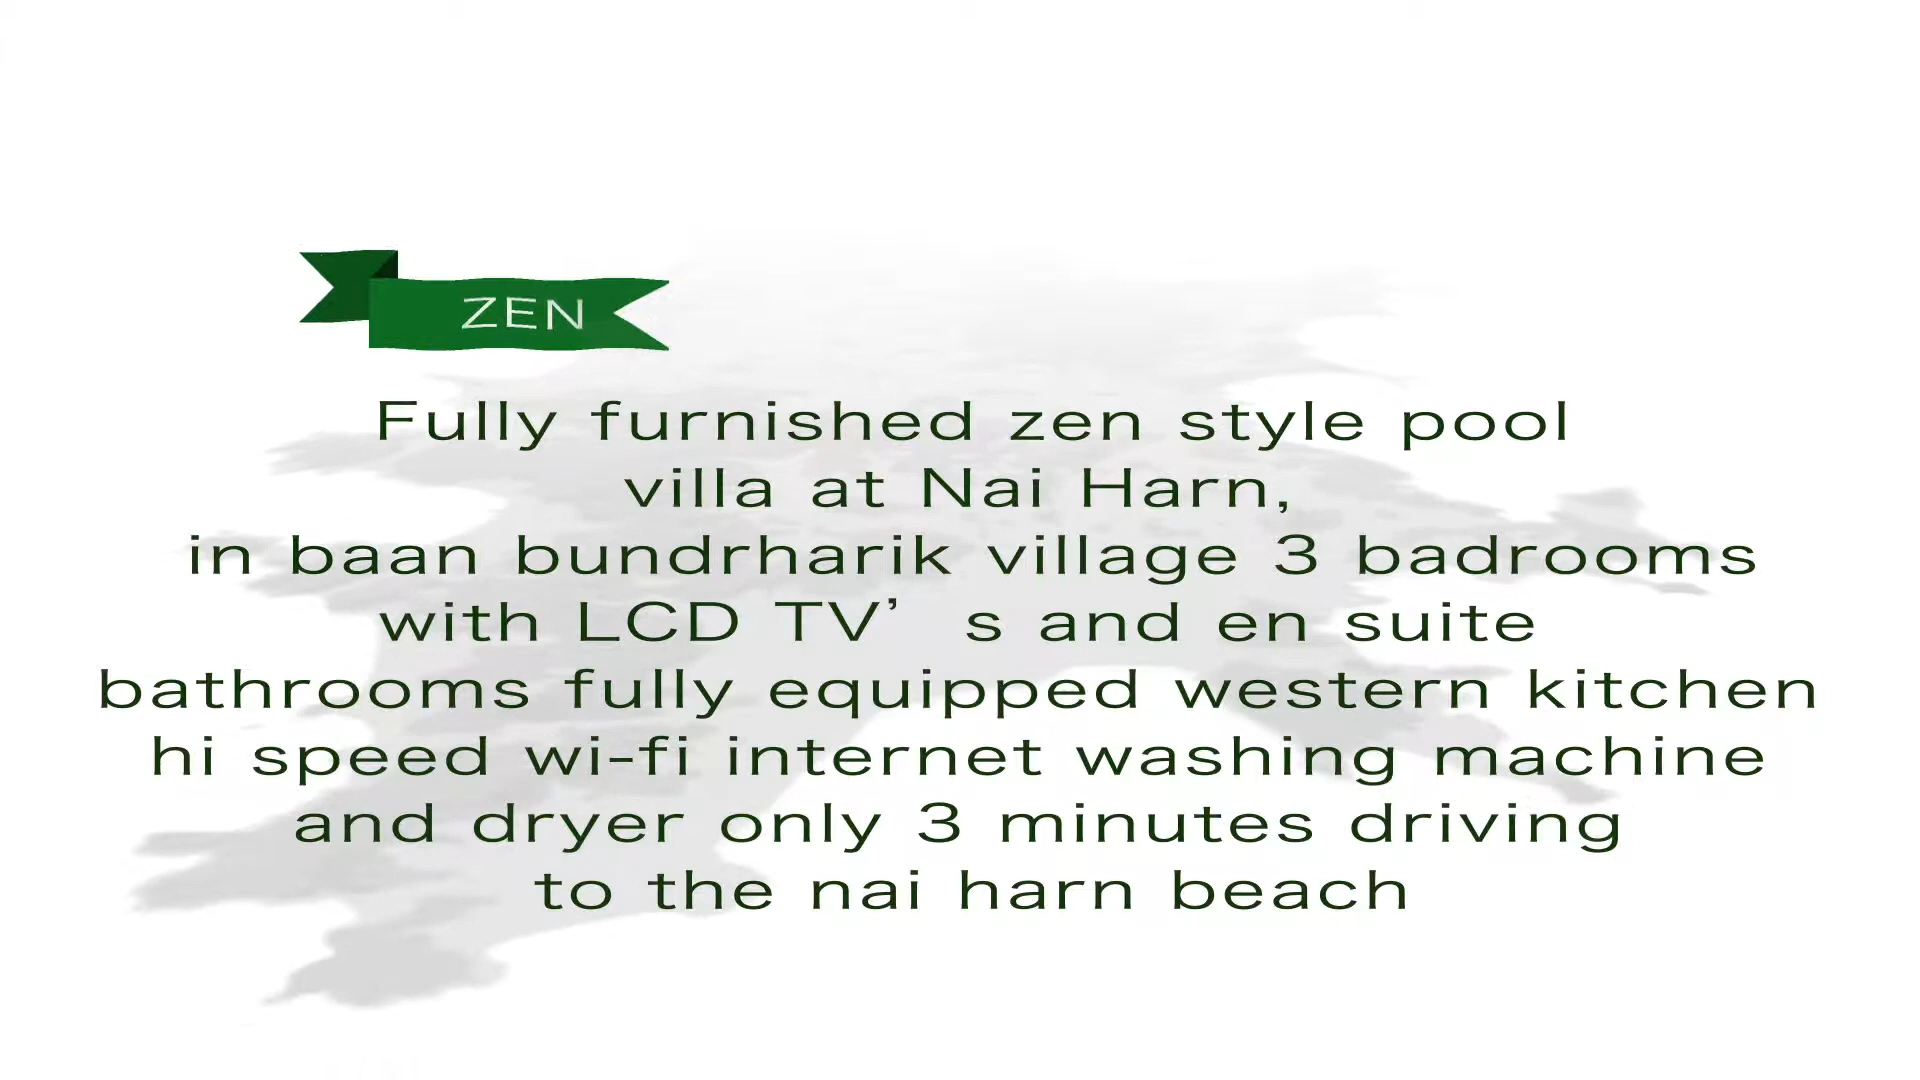 ZEN
Fully furnished zen style pool
villa at Nai Harn,
in baan bundrharik village 3 badrooms
with LCD TV’ s and en suite
bathrooms fully equipped western kitchen
hi speed wi-fi internet washing machine
and dryer only 3 minutes driving
to the nai harn beach